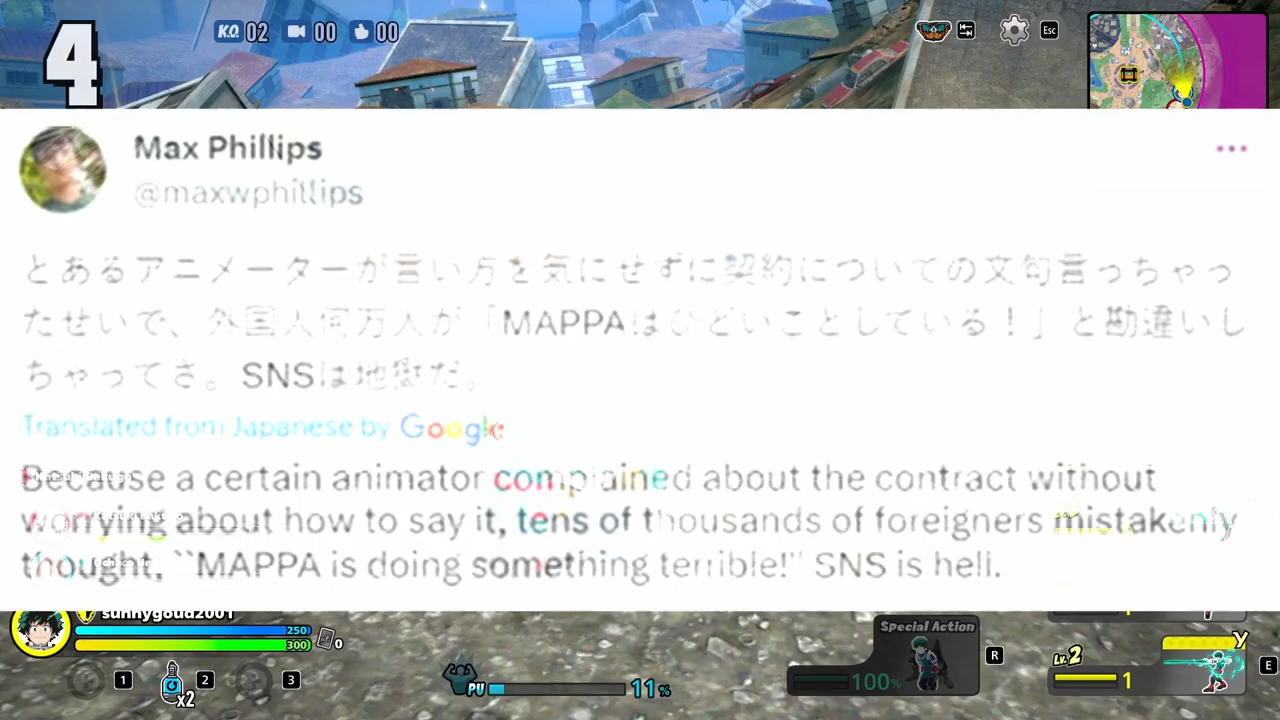 4
K.O. 02 00 00
Esc
Max Phillips
@maxwphillips
とあるアニメーターが言い方を気にせずに契約についての文句言っちゃっ
たせいで、外国人何万人が「MAPPAはひどいことしている！」と勘違いし
ちゃってさ。SNSは地獄だ。
Translated from Japanese by Google
Because a certain animator complained about the contract without
worrying about how to say it, tens of thousands of foreigners mistakenly
thought, ``MAPPA is doing something terrible!'' SNS is hell.
sunnygoud2001
250
300
0
1 2 3
x2
PU 11%
Special Action
100%
R
Lv.2
1
E